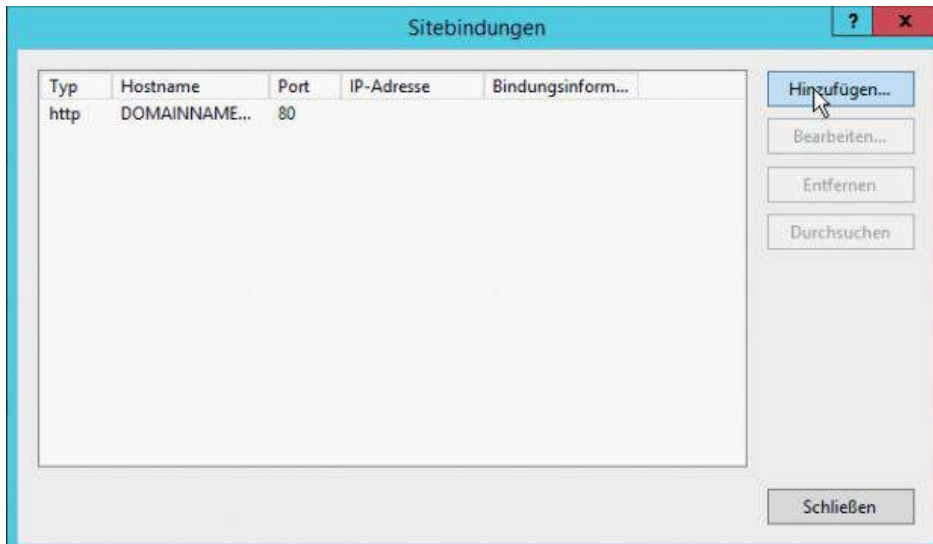 Sitebindungen
?
x
Typ Hostname Port IP-Adresse Bindungsinform...
http DOMAINNAME... 80
Hinzufügen...
Bearbeiten...
Entfernen
Durchsuchen
Schließen